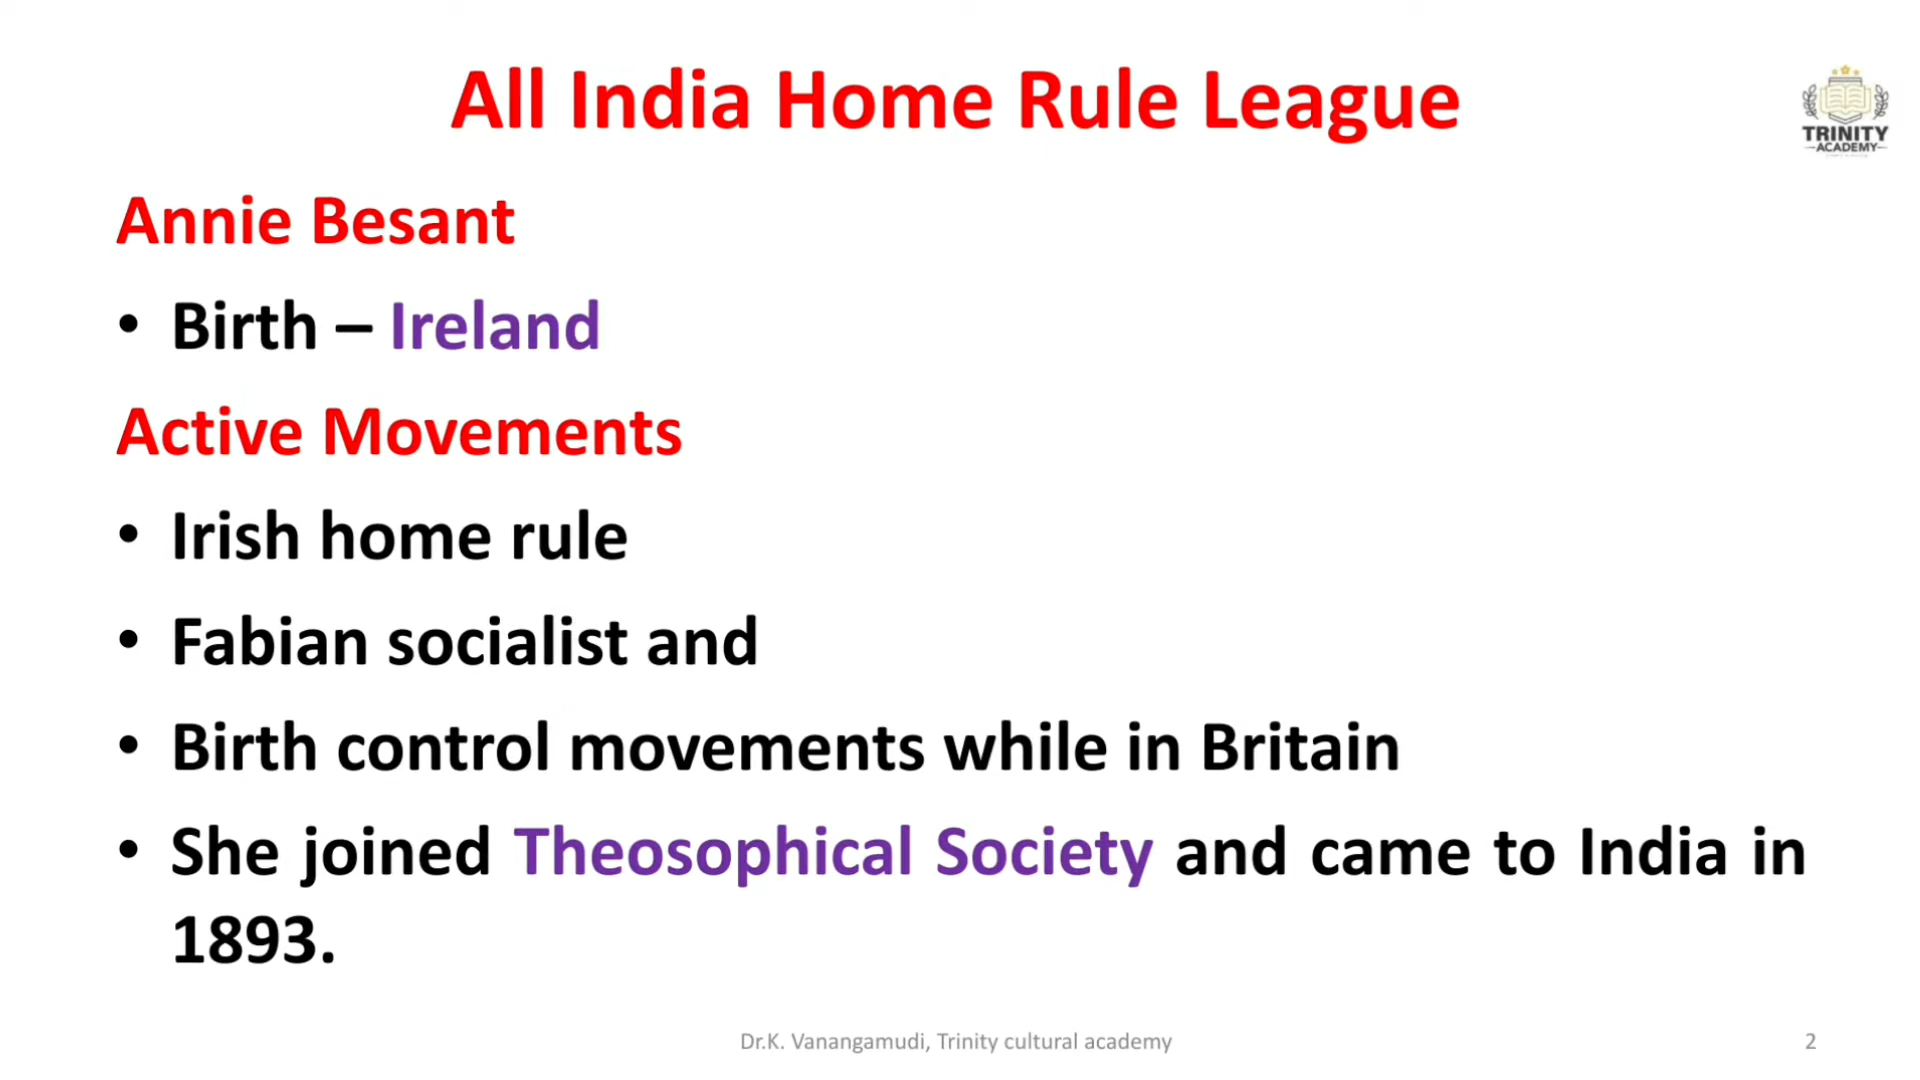 All India Home Rule League
TRINITY
ACADEMY
Annie Besant
• Birth – Ireland
Active Movements
• Irish home rule
• Fabian socialist and
• Birth control movements while in Britain
• She joined Theosophical Society and came to India in
1893.
Dr.K. Vanangamudi, Trinity cultural academy
2